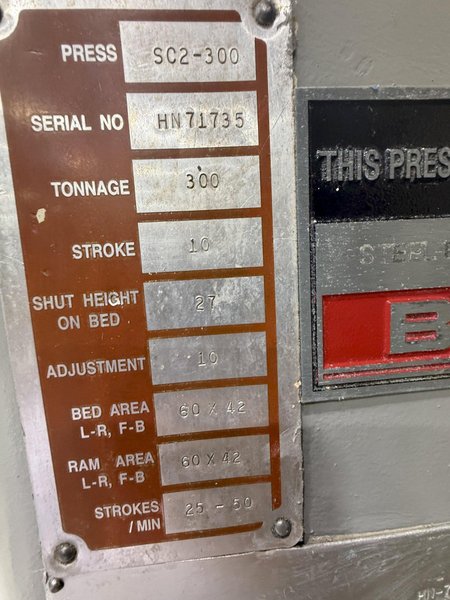 PRESS SC2-300
SERIAL NO HN71735
TONNAGE 300
STROKE 10
SHUT HEIGHT
ON BED 27
ADJUSTMENT 10
BED AREA
L-R, F-B 60 X 42
RAM AREA
L-R, F-B 60 X 42
STROKES
/MIN 25 - 50
THIS PRES
B